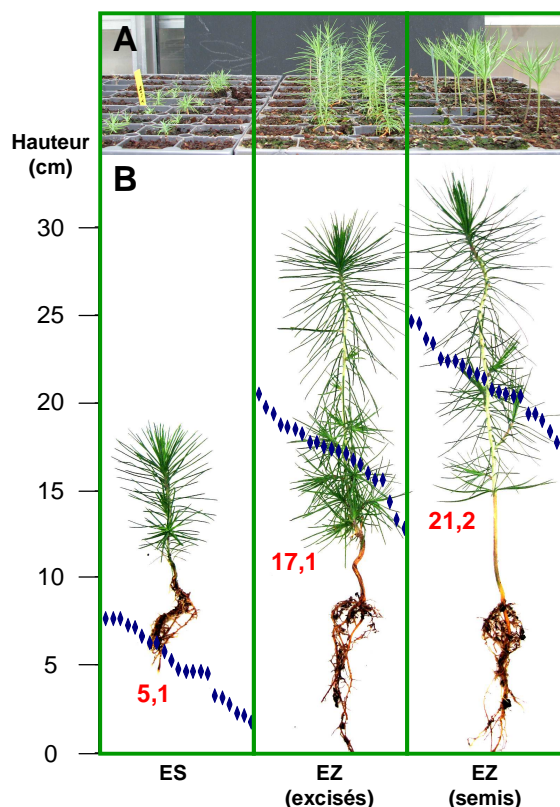 A
Hauteur
(cm)
B
30
25
20
15
10
5
0
5,1
17,1
21,2
ES
EZ
(excisés)
EZ
(semis)